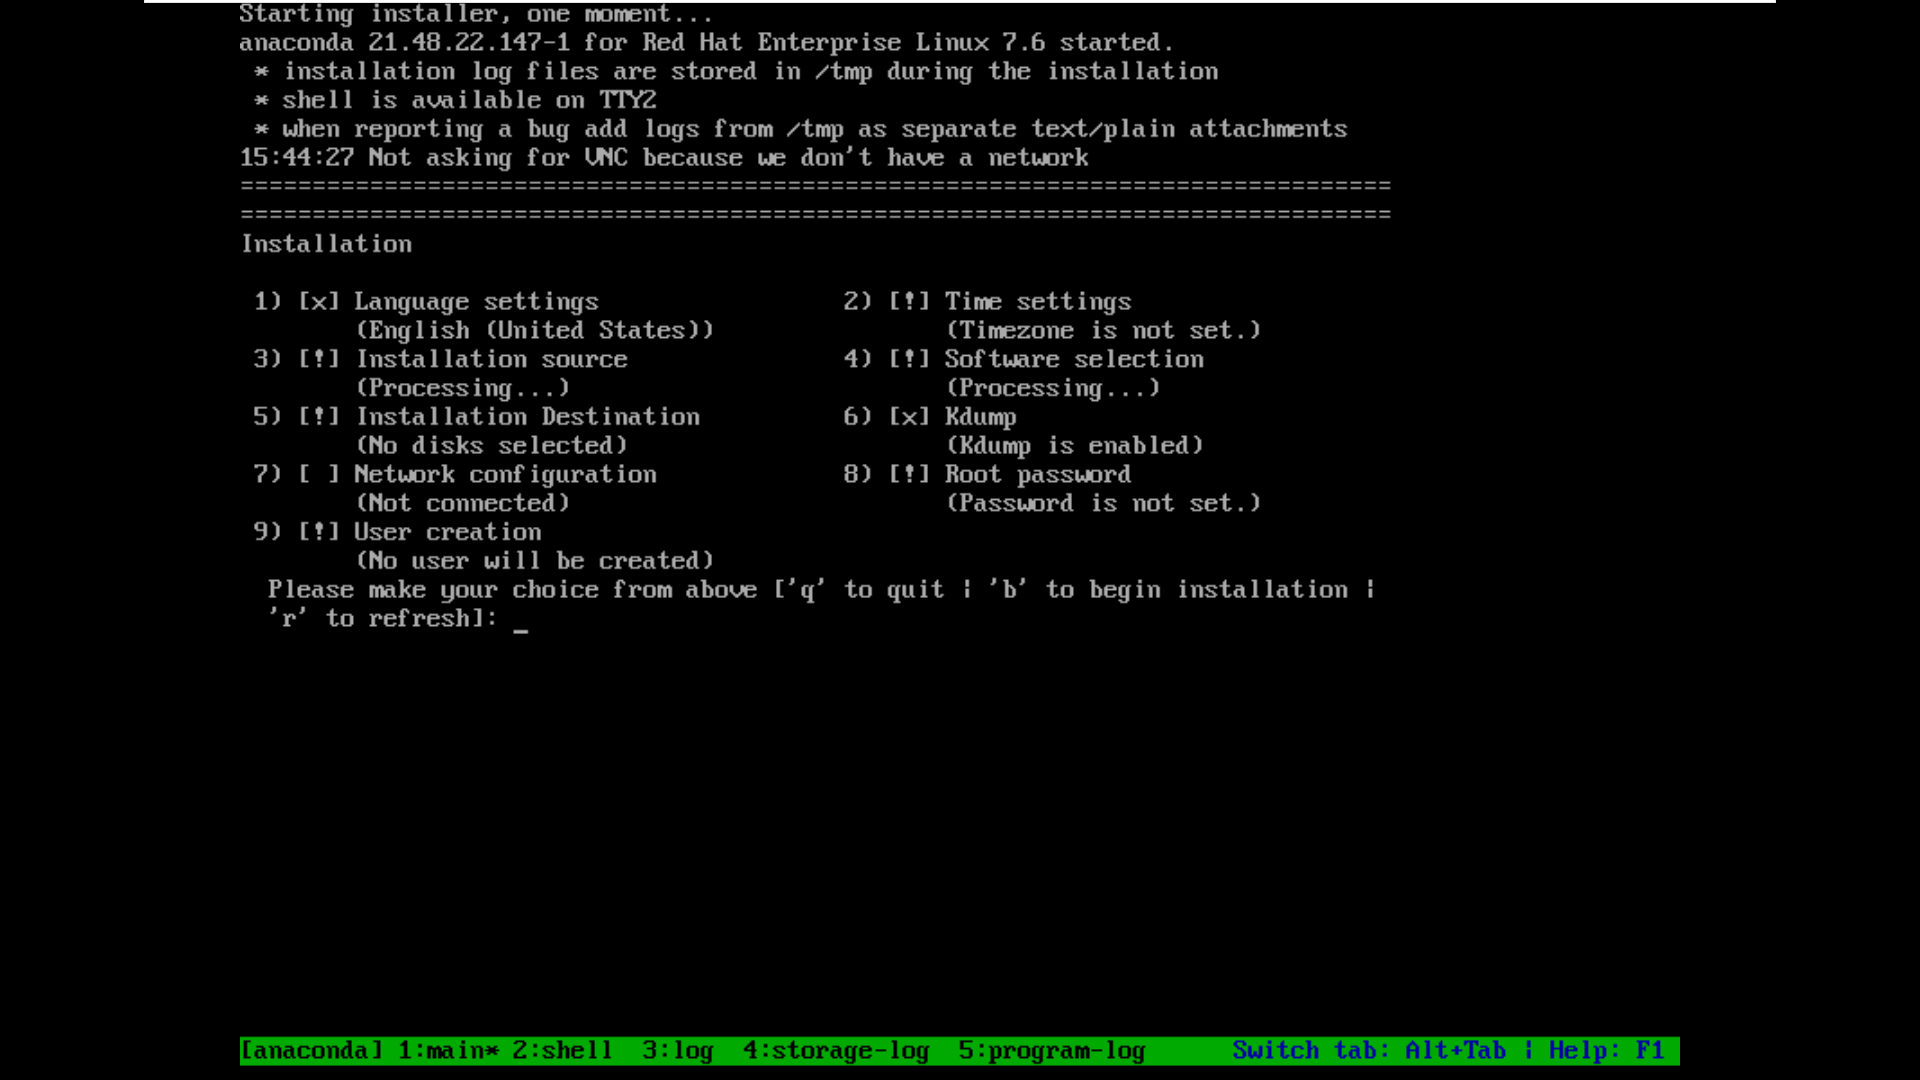 Starting installer, one moment...
anaconda 21.48.22.147-1 for Red Hat Enterprise Linux 7.6 started.
 * installation log files are stored in /tmp during the installation
 * shell is available on TTY2
 * when reporting a bug add logs from /tmp as separate text/plain attachments
15:44:27 Not asking for VNC because we don't have a network
================================================================================
================================================================================
Installation
 1) [x] Language settings                 2) [!] Time settings
        (English (United States))                (Timezone is not set.)
 3) [!] Installation source               4) [!] Software selection
        (Processing...)                          (Processing...)
 5) [!] Installation Destination          6) [x] Kdump
        (No disks selected)                      (Kdump is enabled)
 7) [ ] Network configuration             8) [!] Root password
        (Not connected)                          (Password is not set.)
 9) [!] User creation
        (No user will be created)
  Please make your choice from above ['q' to quit | 'b' to begin installation |
  'r' to refresh]: _
[anaconda] 1:main* 2:shell  3:log  4:storage-log  5:program-log      Switch tab: Alt+Tab | Help: F1